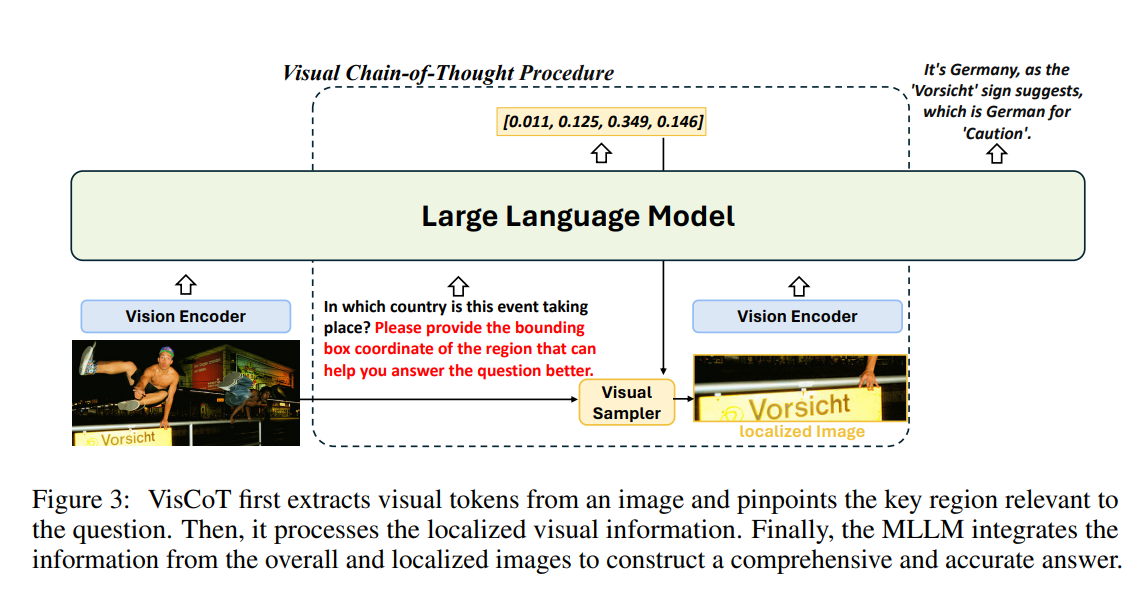 Visual Chain-of-Thought Procedure
It's Germany, as the
'Vorsicht' sign suggests,
which is German for
'Caution'.
[0.011, 0.125, 0.349, 0.146]
Large Language Model
Vision Encoder
In which country is this event taking
place? Please provide the bounding
box coordinate of the region that can
help you answer the question better.
Vision Encoder
Vorsicht
Visual
Sampler
Vorsicht
localized Image
Figure 3: VisCoT first extracts visual tokens from an image and pinpoints the key region relevant to
the question. Then, it processes the localized visual information. Finally, the MLLM integrates the
information from the overall and localized images to construct a comprehensive and accurate answer.